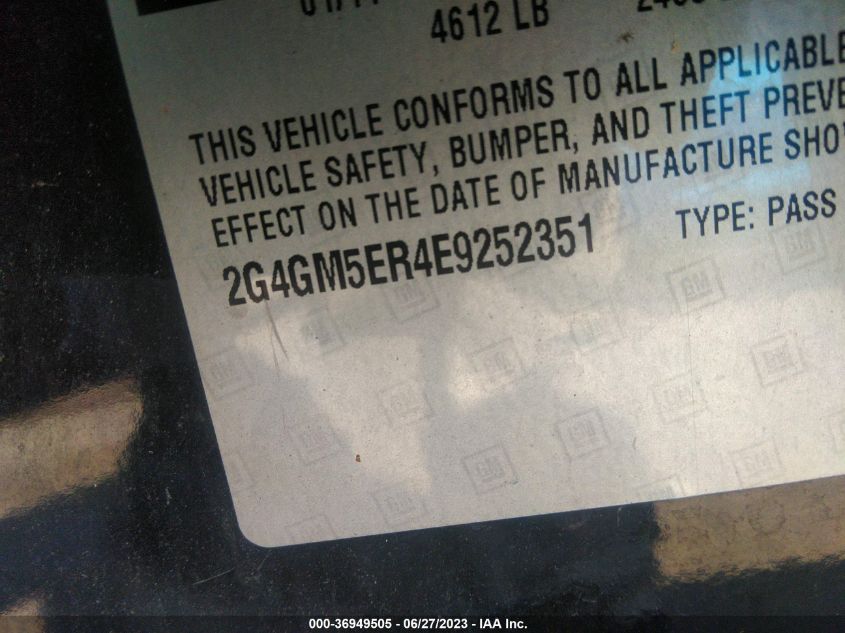 4612 LB
THIS VEHICLE CONFORMS TO ALL APPLICABLE
VEHICLE SAFETY, BUMPER, AND THEFT PREVE
EFFECT ON THE DATE OF MANUFACTURE SHO
2G4GM5ER4E9252351 TYPE: PASS
GM
000-36949505 - 06/27/2023 - IAA Inc.